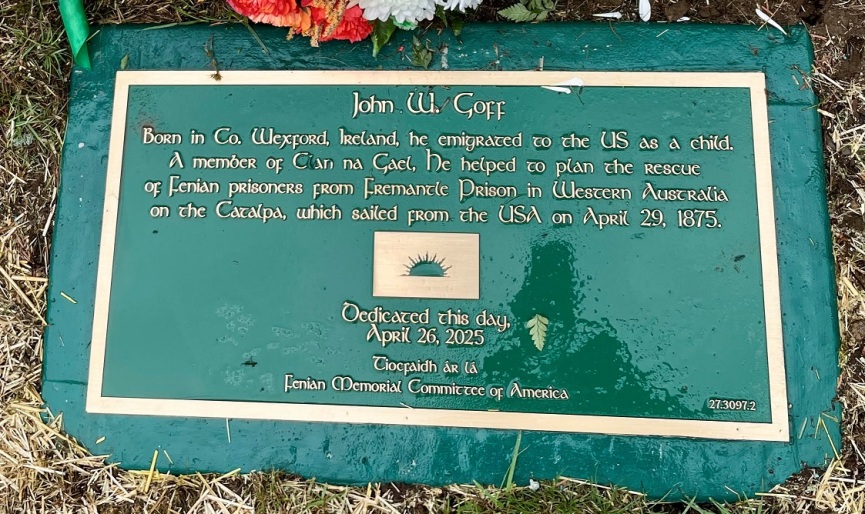 John W. Goff
Born in Co. Wexford, Ireland, he emigrated to the US as a child.
A member of Clan na Gael, he helped to plan the rescue
of Fenian prisoners from Fremantle Prison in Western Australia
on the Catalpa, which sailed from the USA on April 29, 1875.
Dedicated this day,
April 26, 2025
Tiocfaidh ár lá
Fenian Memorial Committee of America
27.3097.2